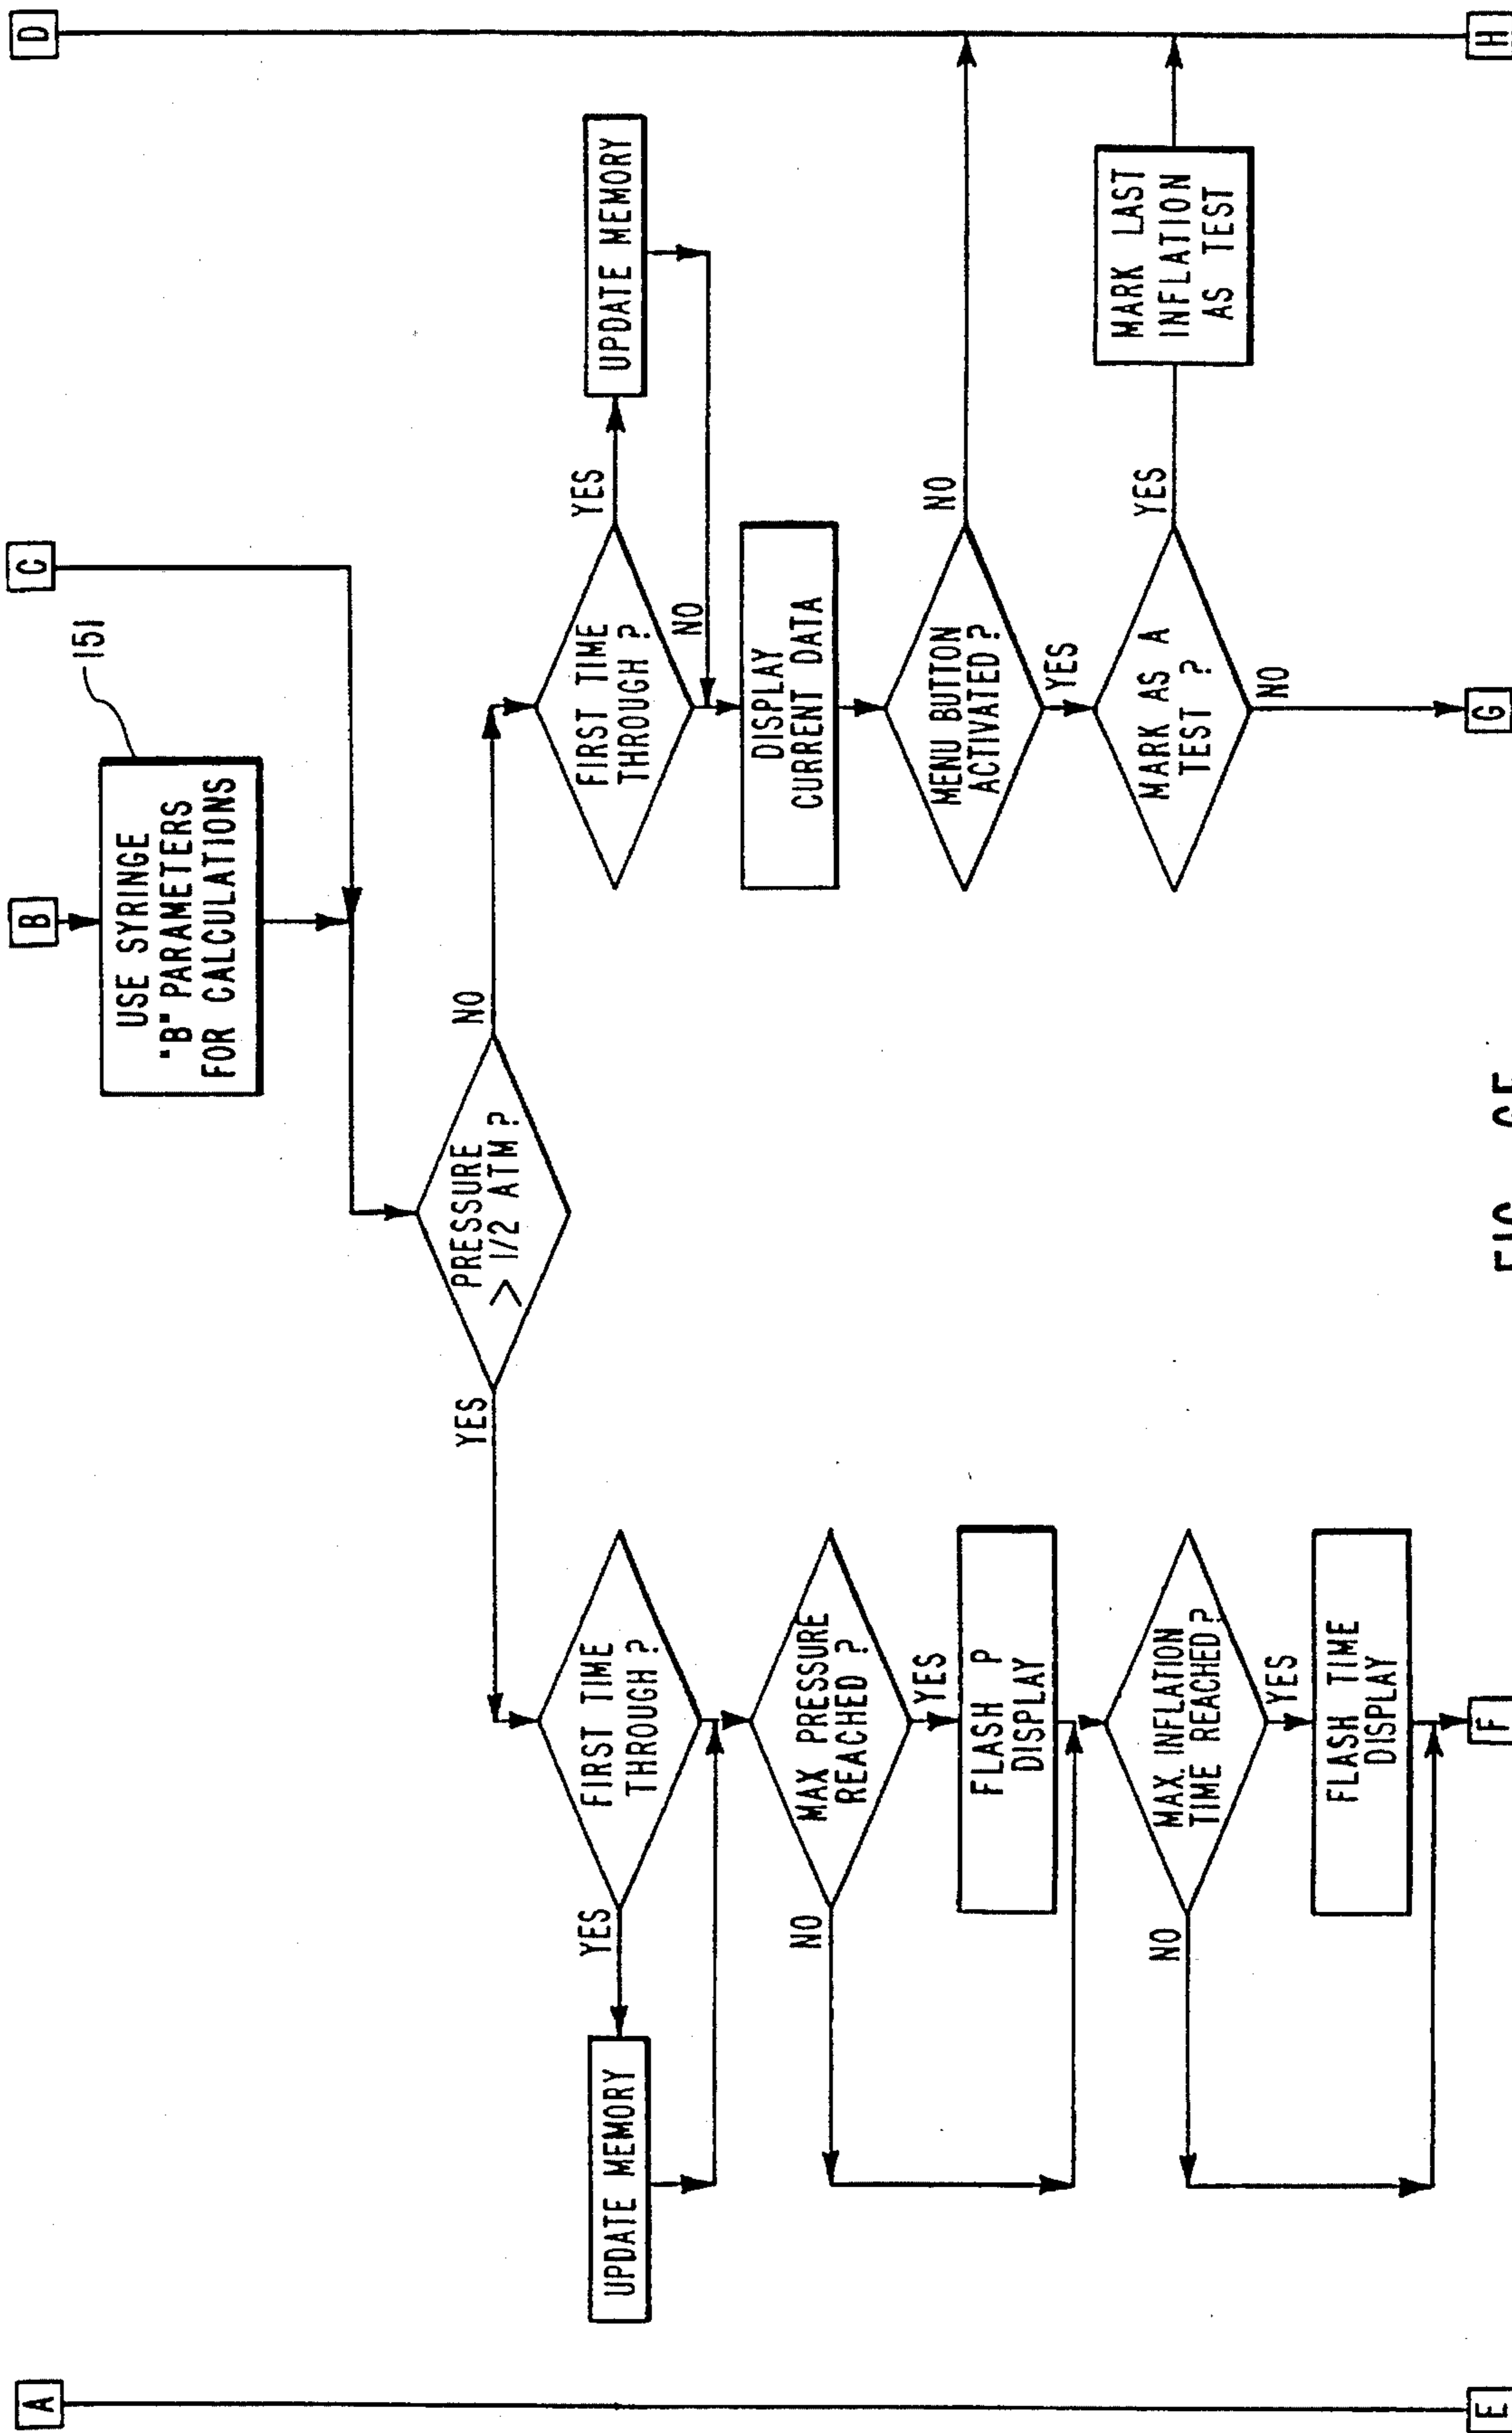 A
B
C
D
151
USE SYRINGE
"B" PARAMETERS
FOR CALCULATIONS
PRESSURE
> 1/2 ATM ?
YES
NO
FIRST TIME
THROUGH ?
YES
UPDATE MEMORY
MAX PRESSURE
REACHED ?
NO
YES
FLASH P
DISPLAY
MAX. INFLATION
TIME REACHED ?
NO
YES
FLASH TIME
DISPLAY
FIRST TIME
THROUGH ?
YES
UPDATE MEMORY
NO
DISPLAY
CURRENT DATA
MENU BUTTON
ACTIVATED ?
NO
YES
MARK AS A
TEST ?
YES
MARK LAST
INFLATION
AS TEST
NO
E
F
G
H